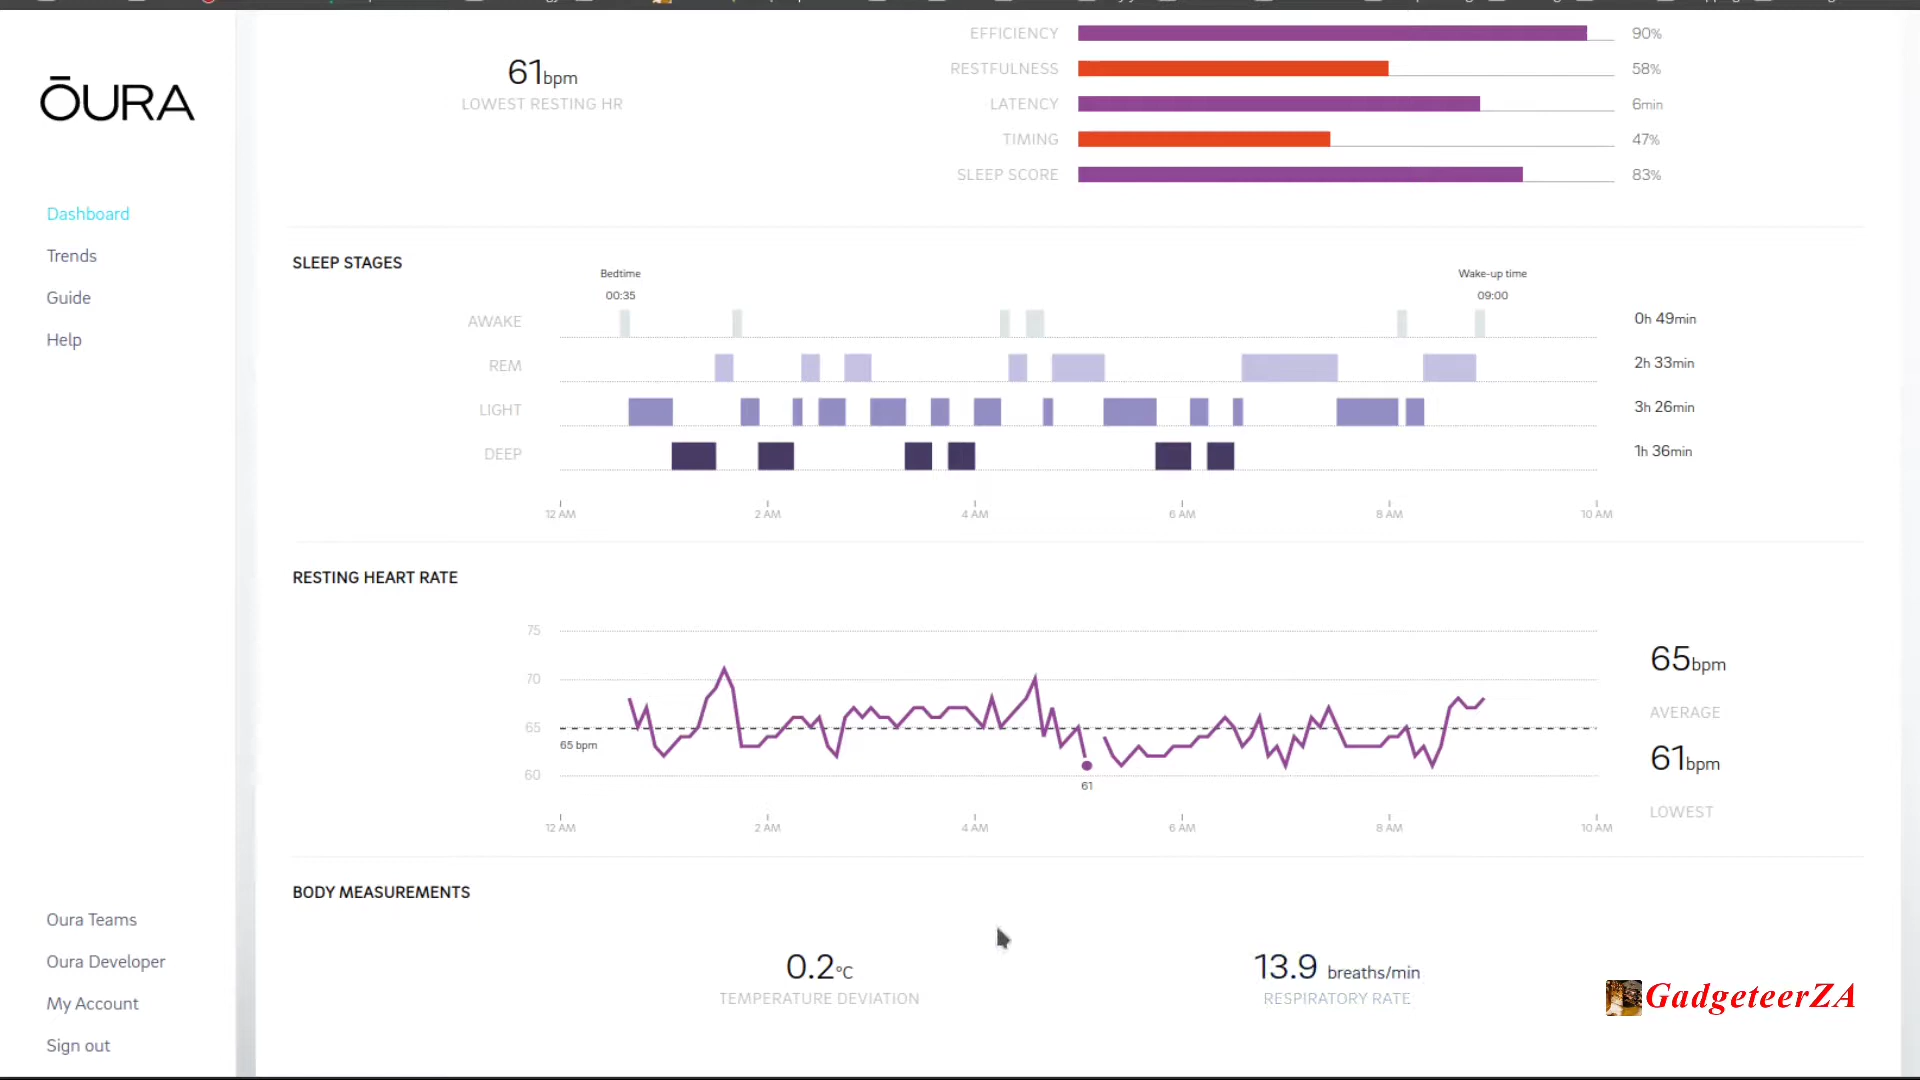 ŌURA
Dashboard
Trends
Guide
Help
Oura Teams
Oura Developer
My Account
Sign out
61bpm
LOWEST RESTING HR
EFFICIENCY 90%
RESTFULNESS 58%
LATENCY 6min
TIMING 47%
SLEEP SCORE 83%
SLEEP STAGES
Bedtime
00:35
Wake-up time
09:00
AWAKE 0h 49min
REM 2h 33min
LIGHT 3h 26min
DEEP 1h 36min
12 AM 2 AM 4 AM 6 AM 8 AM 10 AM
RESTING HEART RATE
75
70
65
65 bpm
60
61
12 AM 2 AM 4 AM 6 AM 8 AM 10 AM
65bpm
AVERAGE
61bpm
LOWEST
BODY MEASUREMENTS
0.2°C
TEMPERATURE DEVIATION
13.9 breaths/min
RESPIRATORY RATE
GadgeteerZA